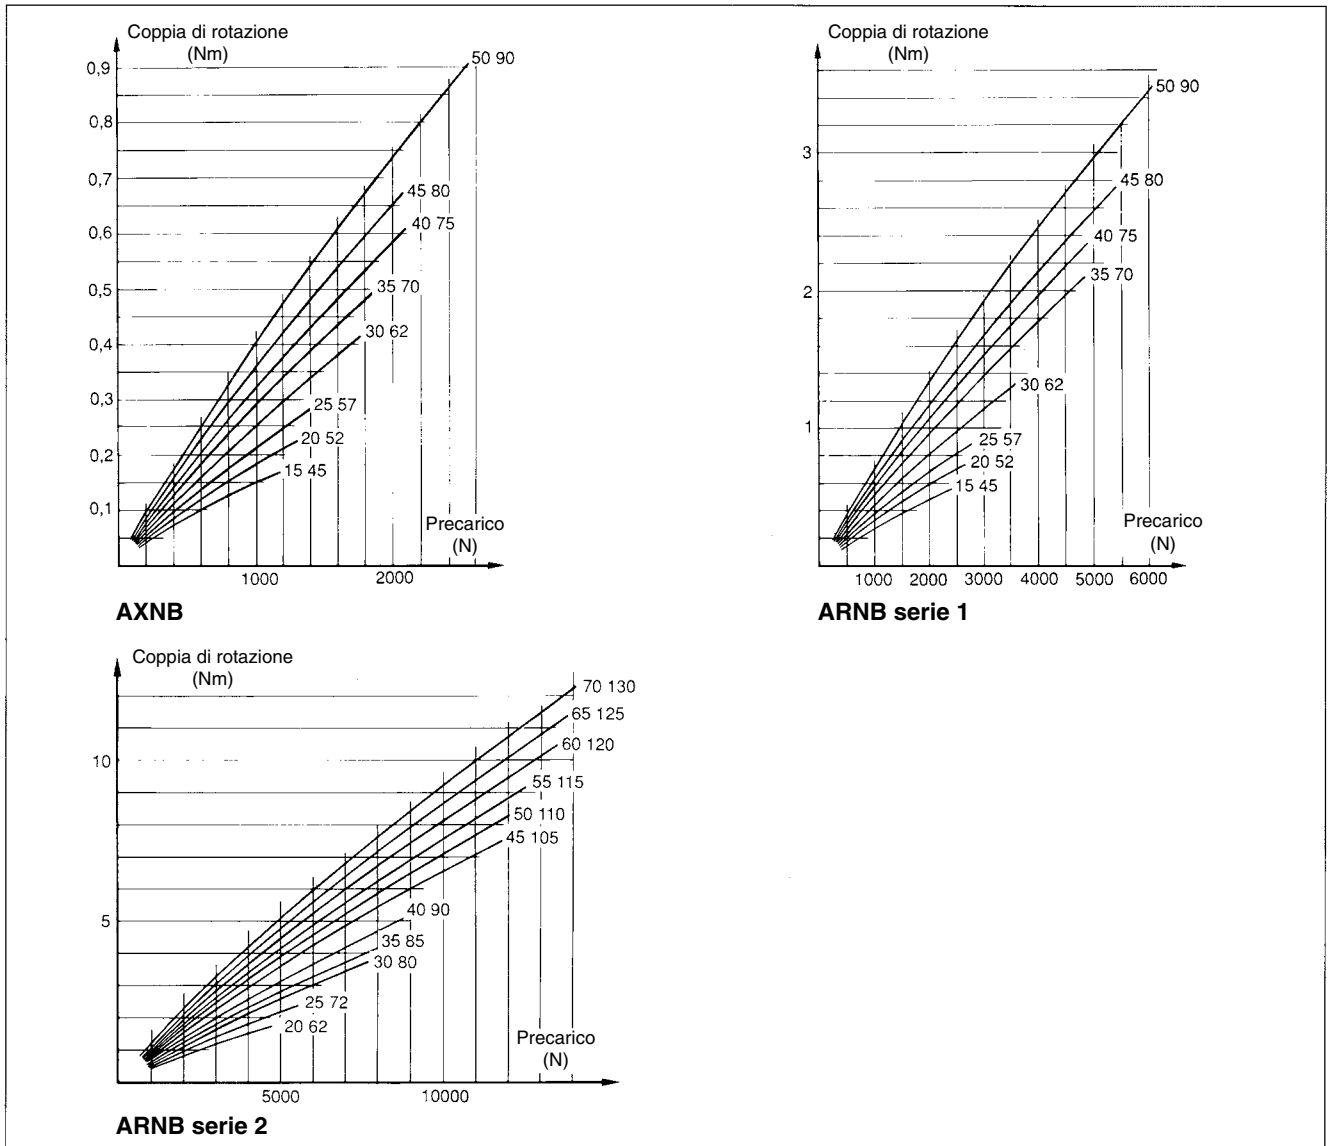 Coppia di rotazione
(Nm)
0,9
0,8
0,7
0,6
0,5
0,4
0,3
0,2
0,1
50 90
45 80
40 75
35 70
30 62
25 57
20 52
15 45
Precarico
(N)
1000 2000
AXNB
Coppia di rotazione
(Nm)
3
2
1
50 90
45 80
40 75
35 70
30 62
25 57
20 52
15 45
Precarico
(N)
1000 2000 3000 4000 5000 6000
ARNB serie 1
Coppia di rotazione
(Nm)
10
5
70 130
65 125
60 120
55 115
50 110
45 105
40 90
35 85
30 80
25 72
20 62
Precarico
(N)
5000 10000
ARNB serie 2